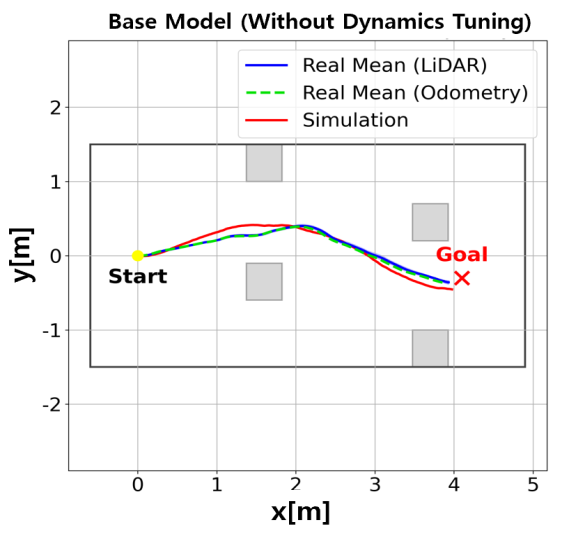 Base Model (Without Dynamics Tuning)
Real Mean (LiDAR)
Real Mean (Odometry)
Simulation
y[m]
2
1
0
-1
-2
Start
Goal
0 1 2 3 4 5
x[m]